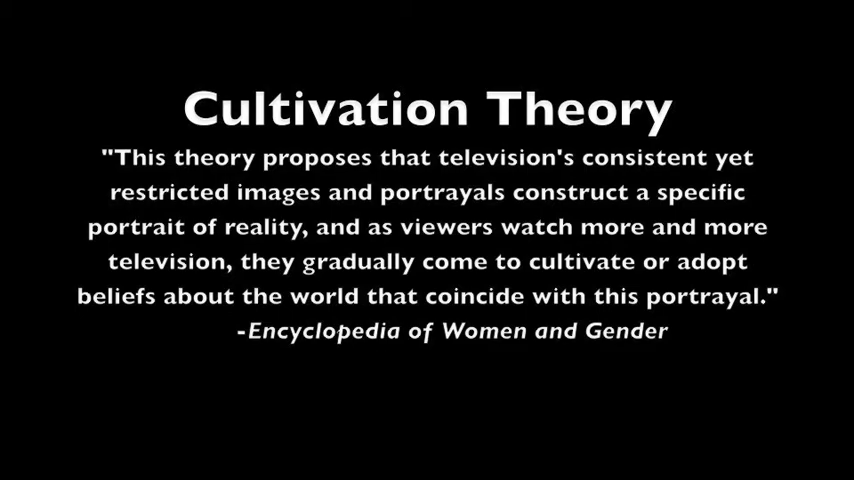 Cultivation Theory
"This theory proposes that television's consistent yet
restricted images and portrayals construct a specific
portrait of reality, and as viewers watch more and more
television, they gradually come to cultivate or adopt
beliefs about the world that coincide with this portrayal."
-Encyclopedia of Women and Gender